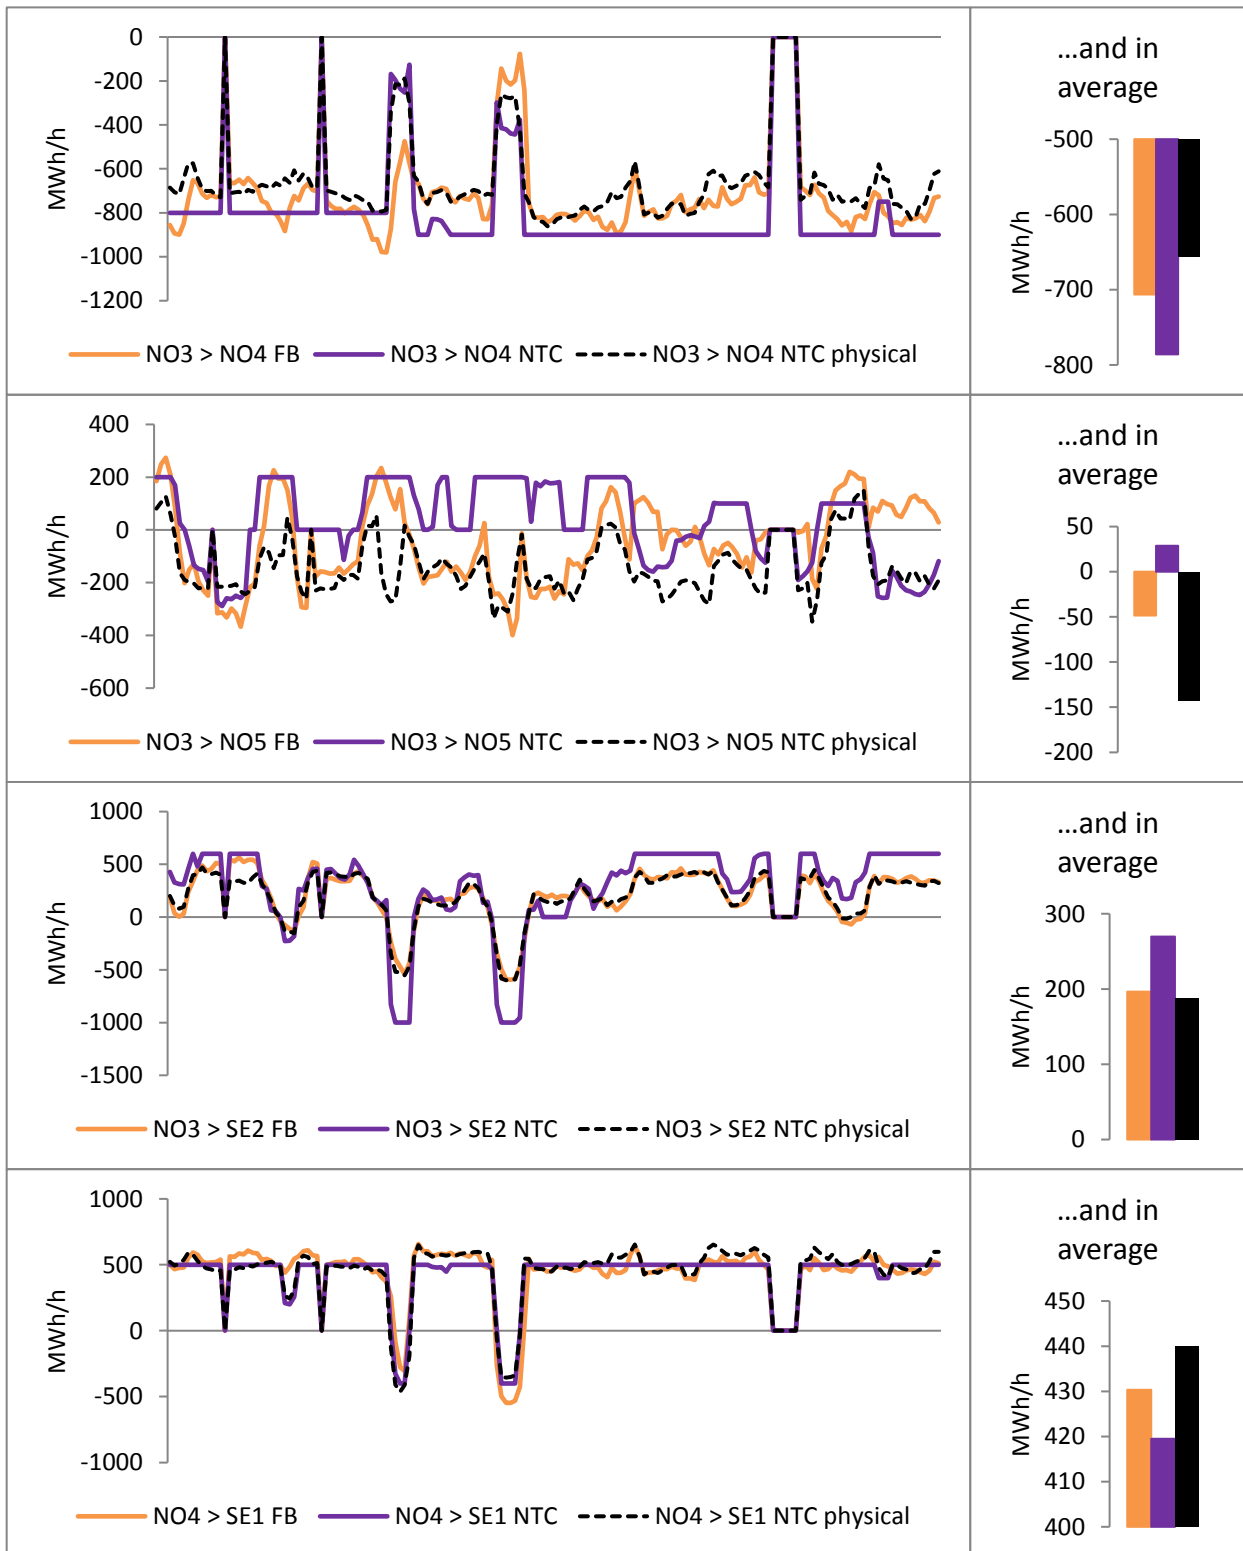 0
-200
-400
-600
-800
-1000
-1200
MWh/h
NO3 > NO4 FB NO3 > NO4 NTC NO3 > NO4 NTC physical
...and in
average
-500
-600
-700
-800
MWh/h
400
200
0
-200
-400
-600
MWh/h
NO3 > NO5 FB NO3 > NO5 NTC NO3 > NO5 NTC physical
...and in
average
50
0
-50
-100
-150
-200
MWh/h
1000
500
0
-500
-1000
-1500
MWh/h
NO3 > SE2 FB NO3 > SE2 NTC NO3 > SE2 NTC physical
...and in
average
300
200
100
0
MWh/h
1000
500
0
-500
-1000
MWh/h
NO4 > SE1 FB NO4 > SE1 NTC NO4 > SE1 NTC physical
...and in
average
450
440
430
420
410
400
MWh/h